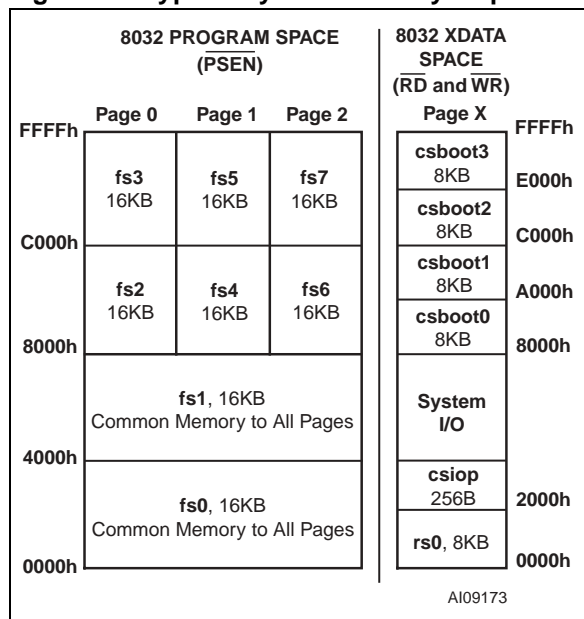 8032 PROGRAM SPACE
(PSEN)
8032 XDATA
SPACE
(RD and WR)
Page 0 Page 1 Page 2
Page X
FFFFh
FFFFh
fs3
16KB
fs5
16KB
fs7
16KB
csboot3
8KB
E000h
csboot2
8KB
C000h
C000h
fs2
16KB
fs4
16KB
fs6
16KB
csboot1
8KB
A000h
csboot0
8KB
8000h
8000h
fs1, 16KB
Common Memory to All Pages
System
I/O
4000h
fs0, 16KB
Common Memory to All Pages
csiop
256B
2000h
rs0, 8KB
0000h
0000h
AI09173